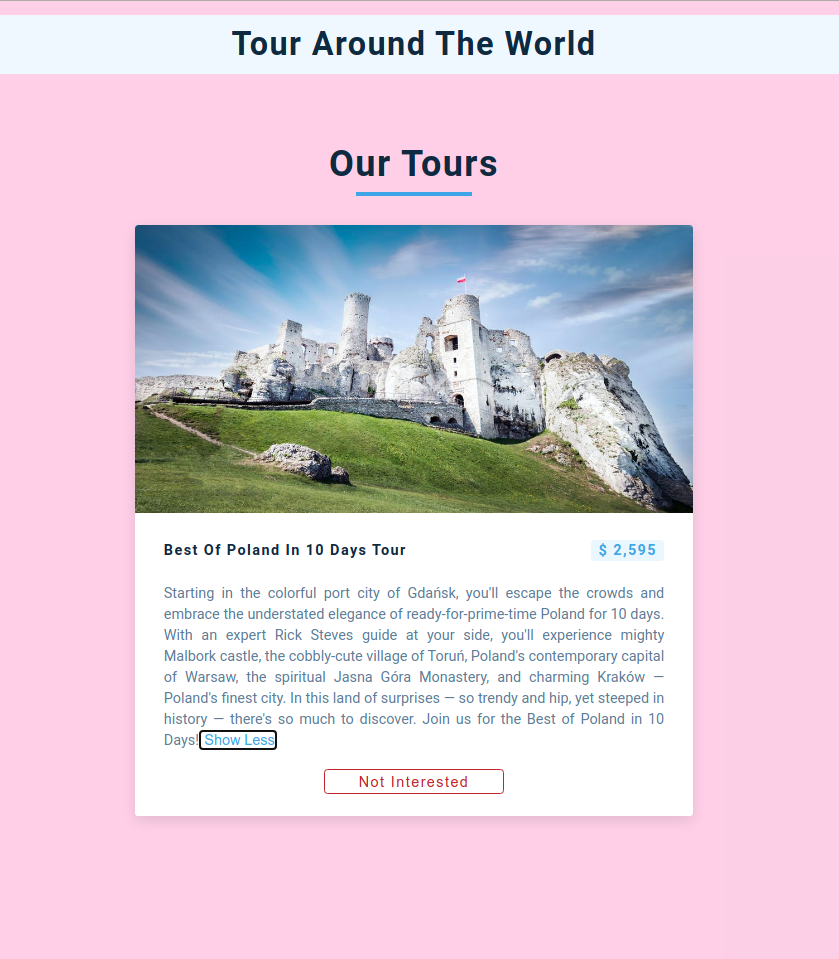 Tour Around The World
Our Tours
Best Of Poland In 10 Days Tour
$ 2,595
Starting in the colorful port city of Gdańsk, you'll escape the crowds and
embrace the understated elegance of ready-for-prime-time Poland for 10 days.
With an expert Rick Steves guide at your side, you'll experience mighty
Malbork castle, the cobbly-cute village of Toruń, Poland's contemporary capital
of Warsaw, the spiritual Jasna Góra Monastery, and charming Kraków —
Poland's finest city. In this land of surprises — so trendy and hip, yet steeped in
history — there's so much to discover. Join us for the Best of Poland in 10
Days! Show Less
Not Interested